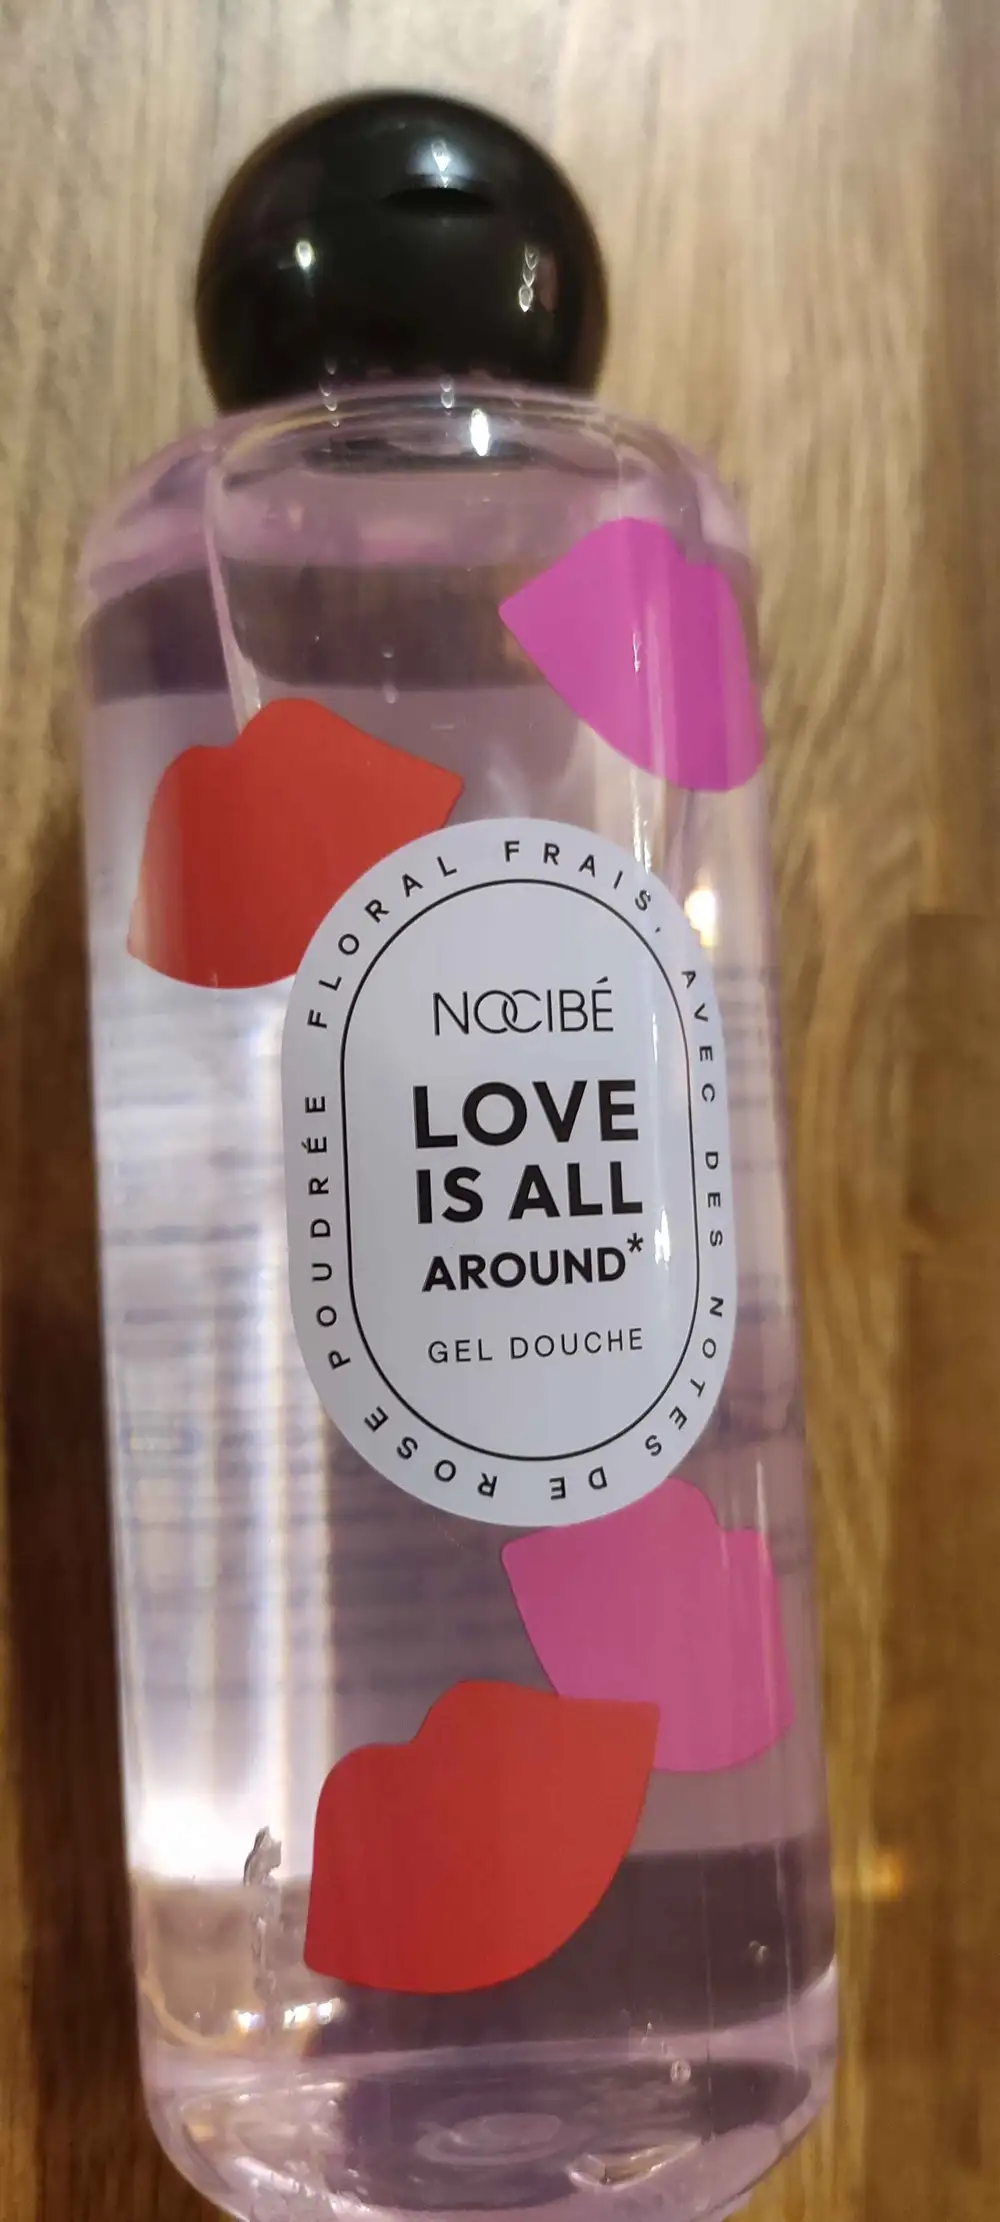 FLORAL FRAIS, AVEC DES NOTES DE ROSE POUDRÉE
NOCIBÉ
LOVE
IS ALL
AROUND*
GEL DOUCHE